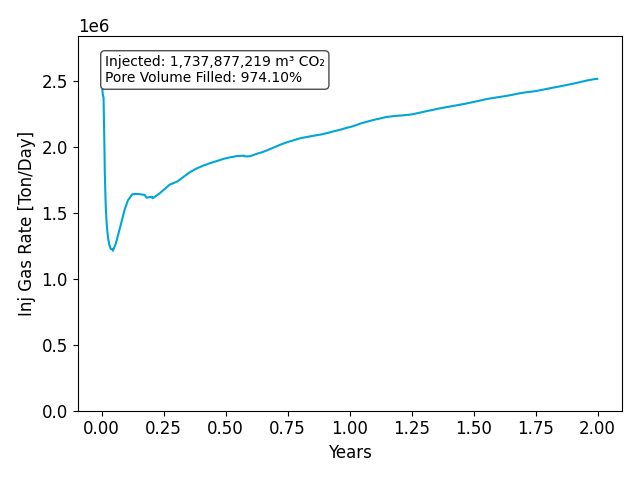 1e6
Injected: 1,737,877,219 m³ CO₂
Pore Volume Filled: 974.10%
Inj Gas Rate [Ton/Day]
2.5
2.0
1.5
1.0
0.5
0.0
0.00 0.25 0.50 0.75 1.00 1.25 1.50 1.75 2.00
Years